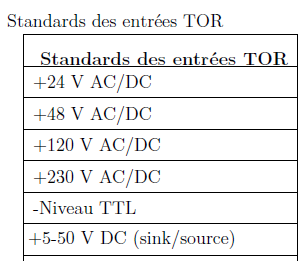 Standards des entrées TOR
Standards des entrées TOR
+24 V AC/DC
+48 V AC/DC
+120 V AC/DC
+230 V AC/DC
-Niveau TTL
+5-50 V DC (sink/source)